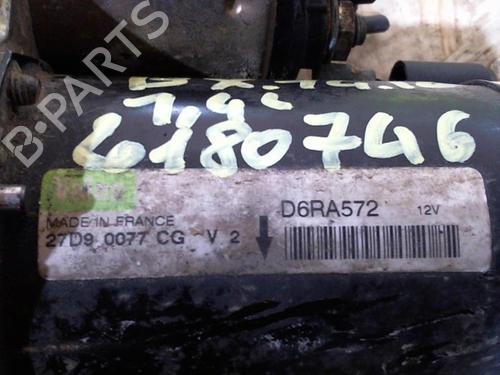 B-PARTS
6180746
MADE IN FRANCE
27D9 0077 CG V 2
D6RA572 12V